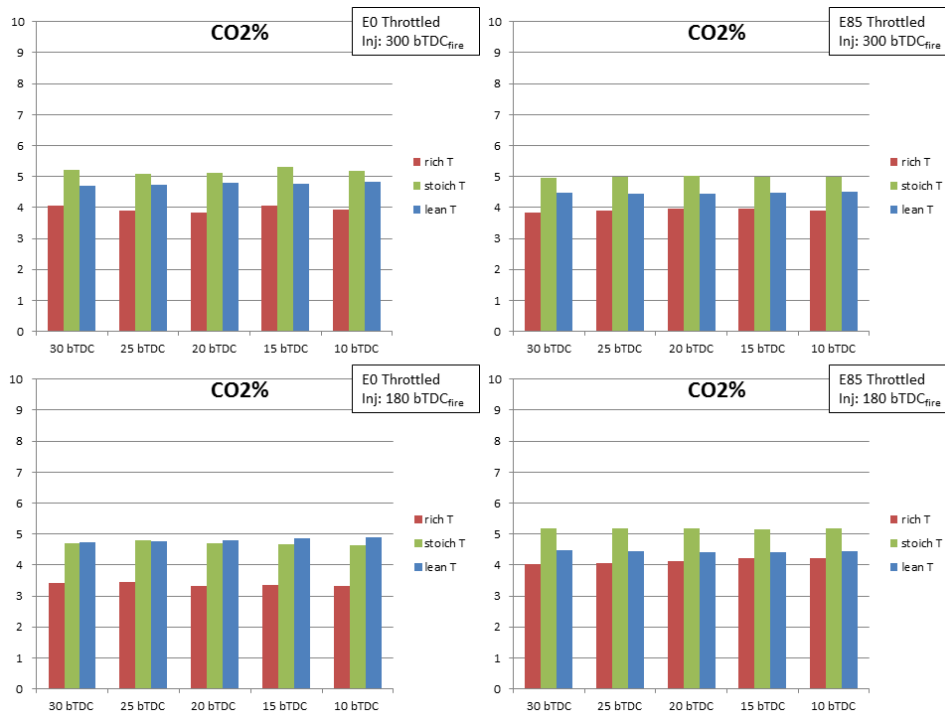 CO2%
E0 Throttled
Inj: 300 bTDCfire
10
9
8
7
6
5
4
3
2
1
0
rich T
stoich T
lean T
30 bTDC 25 bTDC 20 bTDC 15 bTDC 10 bTDC
CO2%
E85 Throttled
Inj: 300 bTDCfire
10
9
8
7
6
5
4
3
2
1
0
rich T
stoich T
lean T
30 bTDC 25 bTDC 20 bTDC 15 bTDC 10 bTDC
CO2%
E0 Throttled
Inj: 180 bTDCfire
10
9
8
7
6
5
4
3
2
1
0
rich T
stoich T
lean T
30 bTDC 25 bTDC 20 bTDC 15 bTDC 10 bTDC
CO2%
E85 Throttled
Inj: 180 bTDCfire
10
9
8
7
6
5
4
3
2
1
0
rich T
stoich T
lean T
30 bTDC 25 bTDC 20 bTDC 15 bTDC 10 bTDC